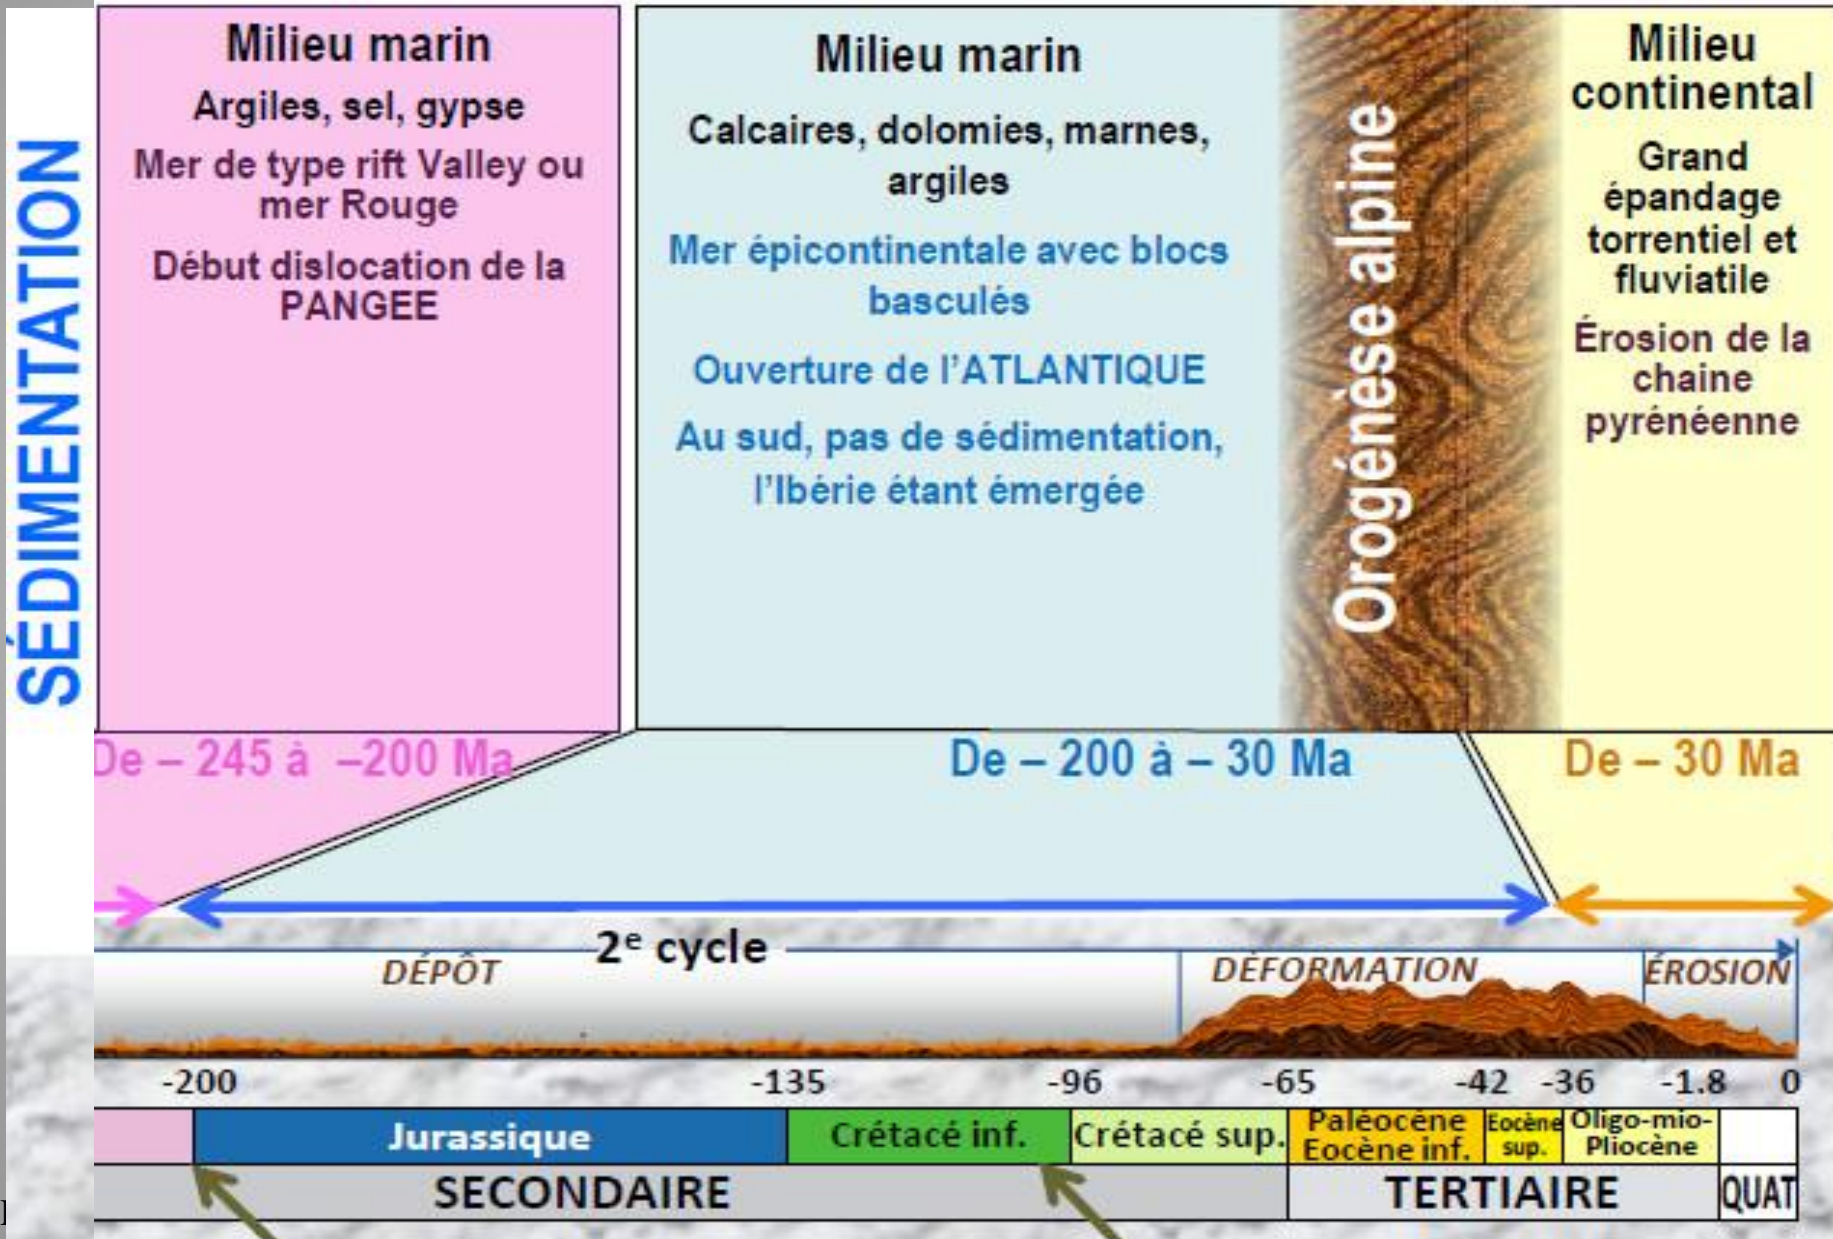 SÉDIMENTATION
Milieu marin
Argiles, sel, gypse
Mer de type rift Valley ou
mer Rouge
Début dislocation de la
PANGEE
De – 245 à –200 Ma
Milieu marin
Calcaires, dolomies, marnes,
argiles
Mer épicontinentale avec blocs
basculés
Ouverture de l'ATLANTIQUE
Au sud, pas de sédimentation,
l'Ibérie étant émergée
De – 200 à – 30 Ma
Orogénèse alpine
Milieu
continental
Grand
épandage
torrentiel et
fluviatile
Érosion de la
chaine
pyrénéenne
De – 30 Ma
2e cycle
DÉPÔT
DÉFORMATION
ÉROSION
-200 -135 -96 -65 -42 -36 -1.8 0
Jurassique
Crétacé inf.
Crétacé sup.
Paléocène
Eocène inf.
Eocène
sup.
Oligo-mio-
Pliocène
SECONDAIRE
TERTIAIRE
QUAT